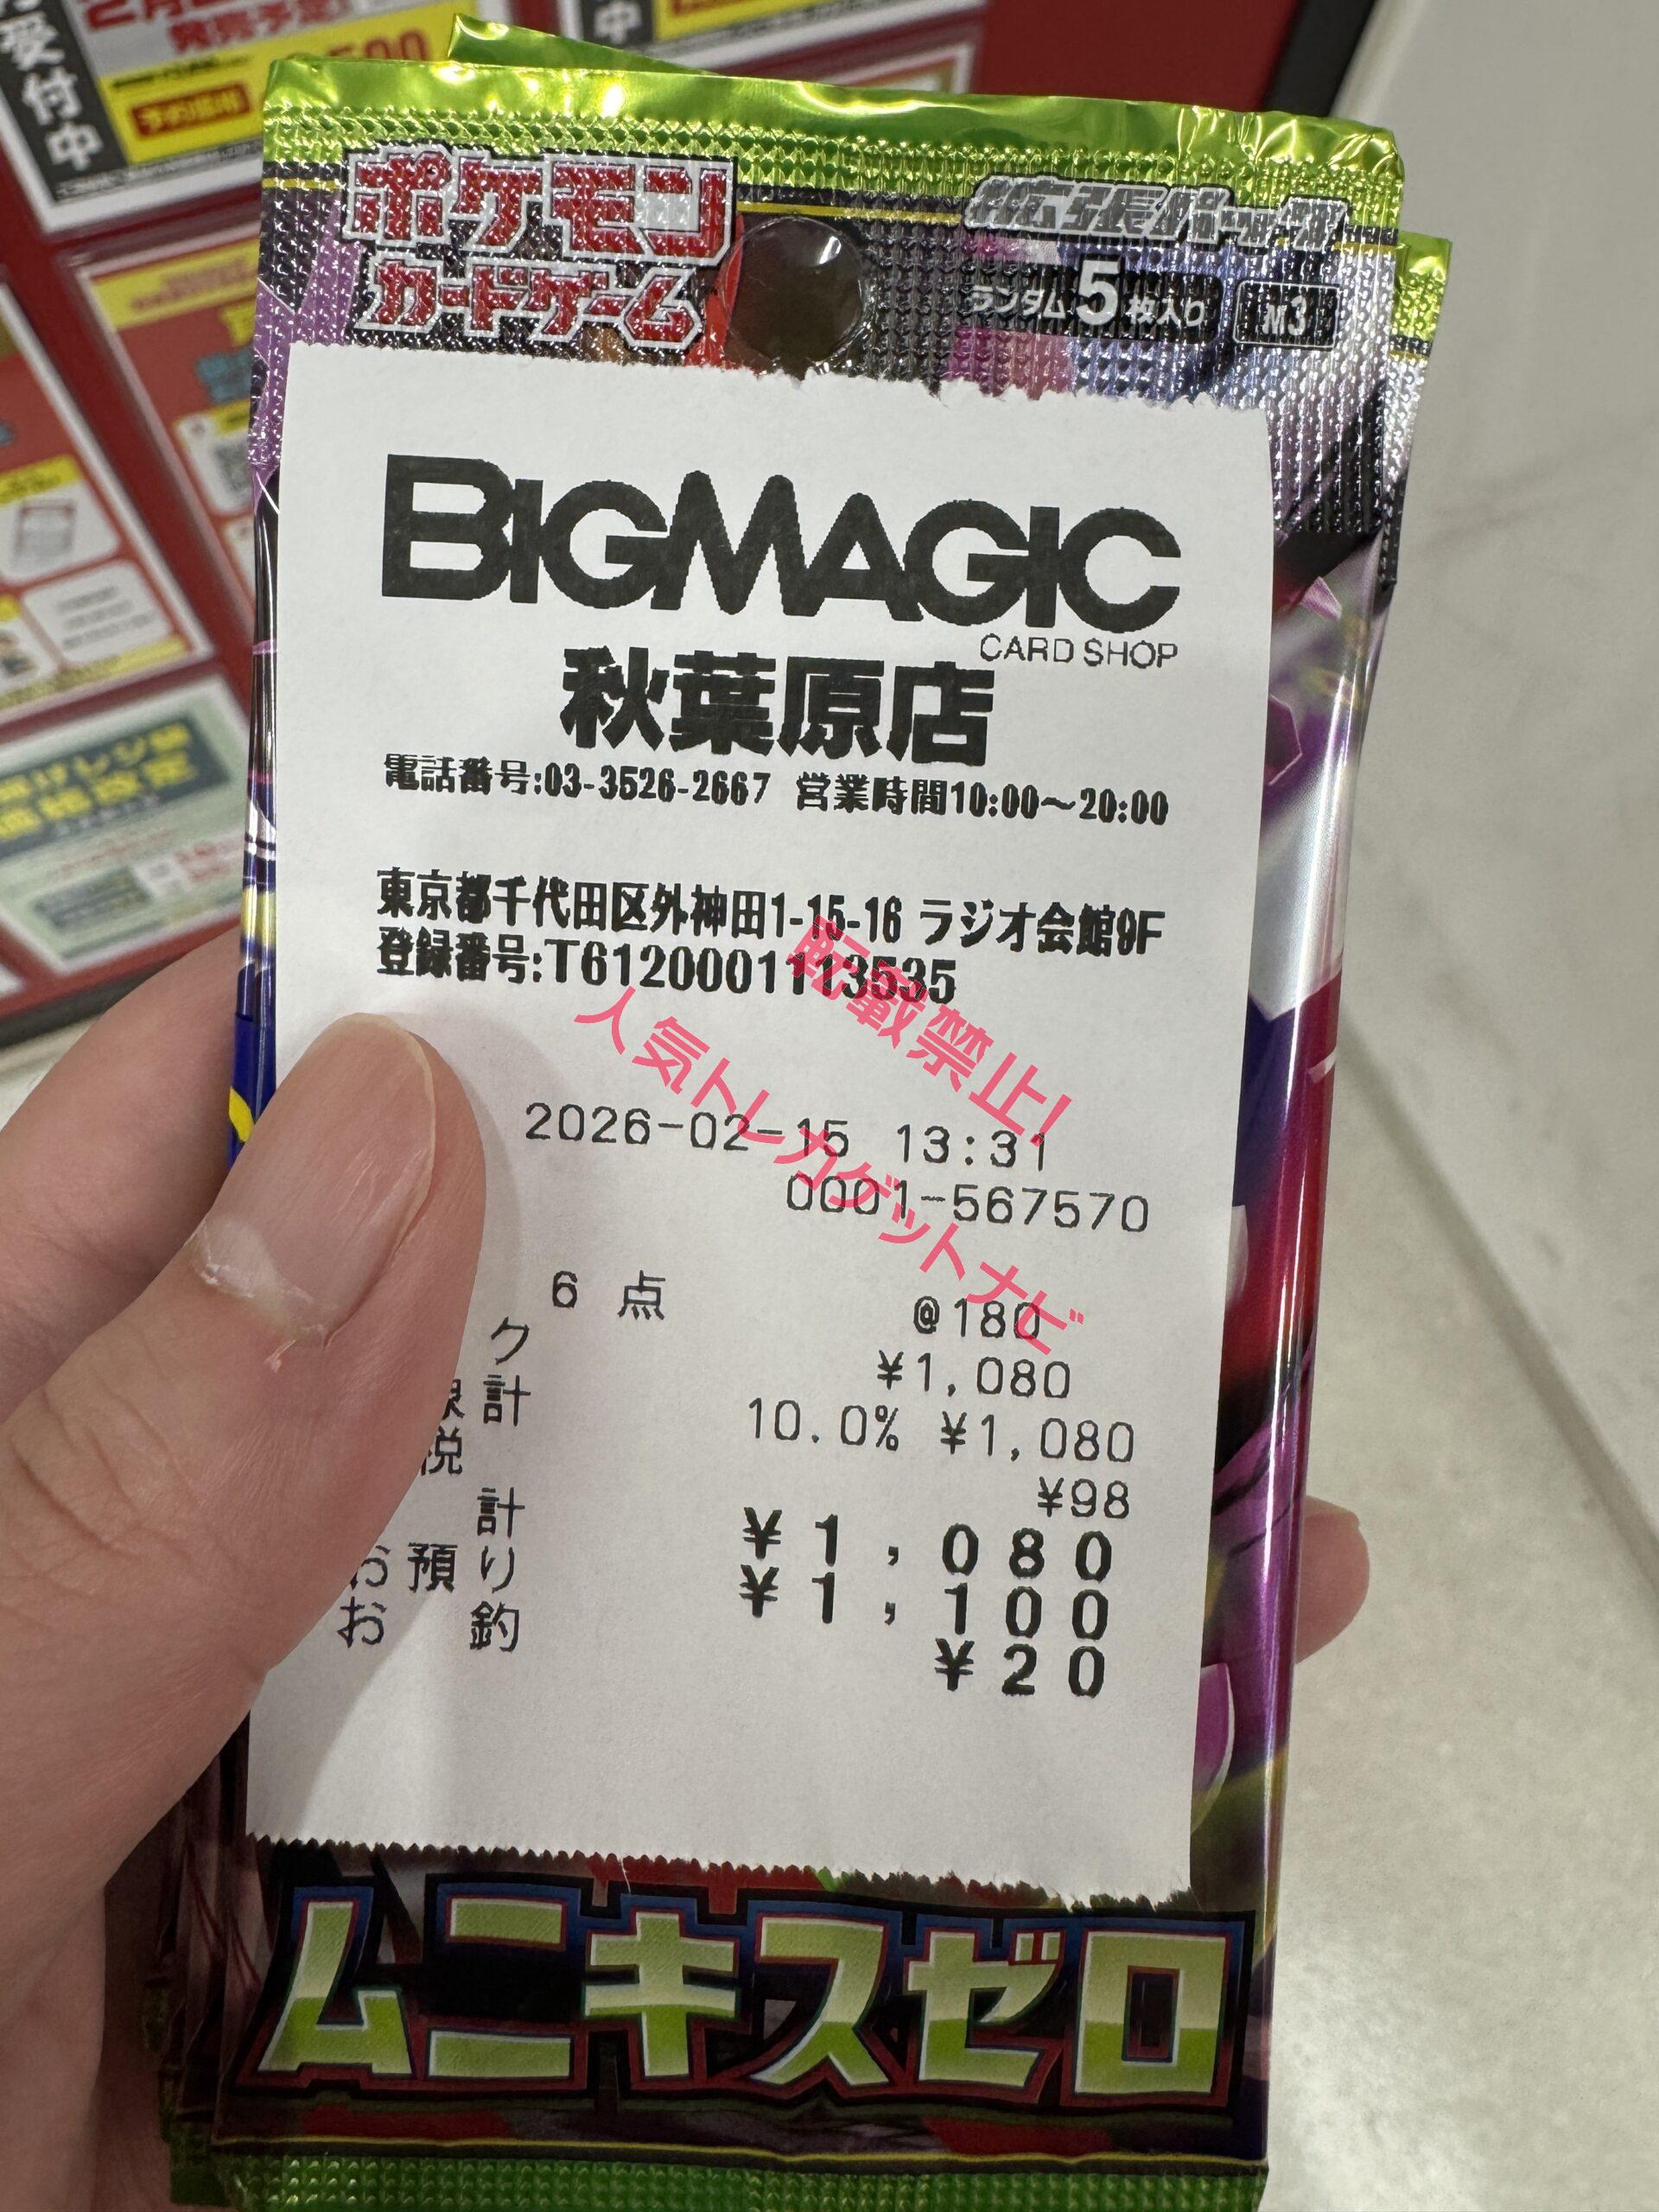 受付中
予約
ポケモン
カードゲーム
拡張パック
ランダム5枚入り
M3
BIGMAGIC
CARD SHOP
秋葉原店
電話番号:03-3526-2667 営業時間10:00〜20:00
東京都千代田区外神田1-15-16 ラジオ会館9F
登録番号:T6120001113535
転載禁止!
人気トレカゲットナビ
2026-02-15 13:31
0001-567570
6 点 @180
ク ¥1,080
計 10.0% ¥1,080
税 ¥98
計 ¥1,080
お預り ¥1,100
お釣 ¥20
ムニキスゼロ